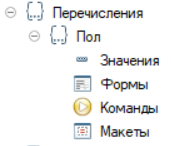 Перечисления
Пол
Значения
Формы
Команды
Макеты